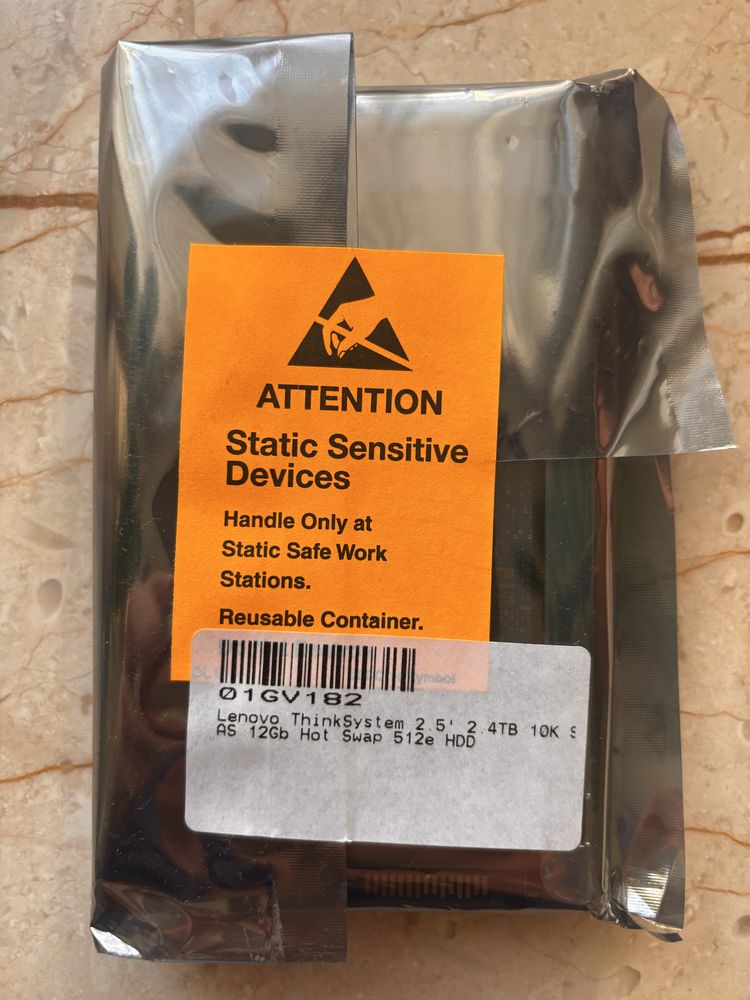 ATTENTION
Static Sensitive
Devices
Handle Only at
Static Safe Work
Stations.
Reusable Container.
ymbol
01GV182
Lenovo ThinkSystem 2.5' 2.4TB 10K S
AS 12Gb Hot Swap 512e HDD